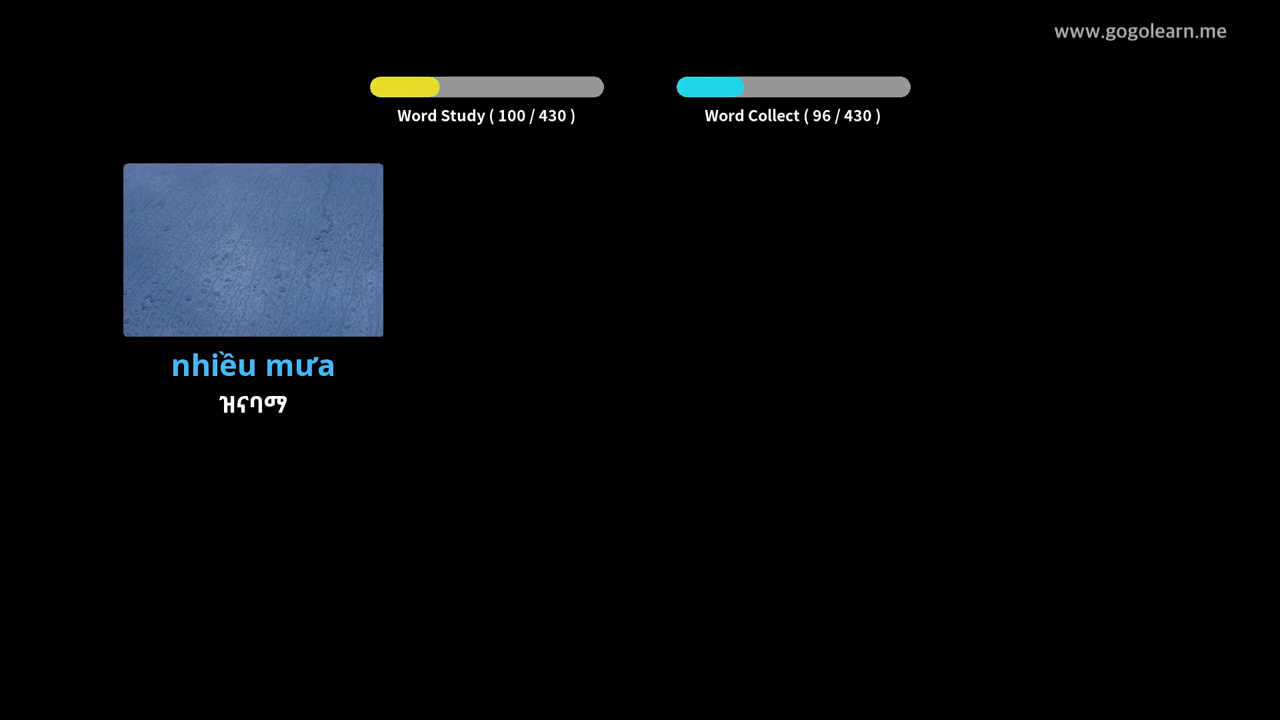 www.gogolearn.me
Word Study ( 100 / 430 )
Word Collect ( 96 / 430 )
nhiều mưa
ዝናባማ